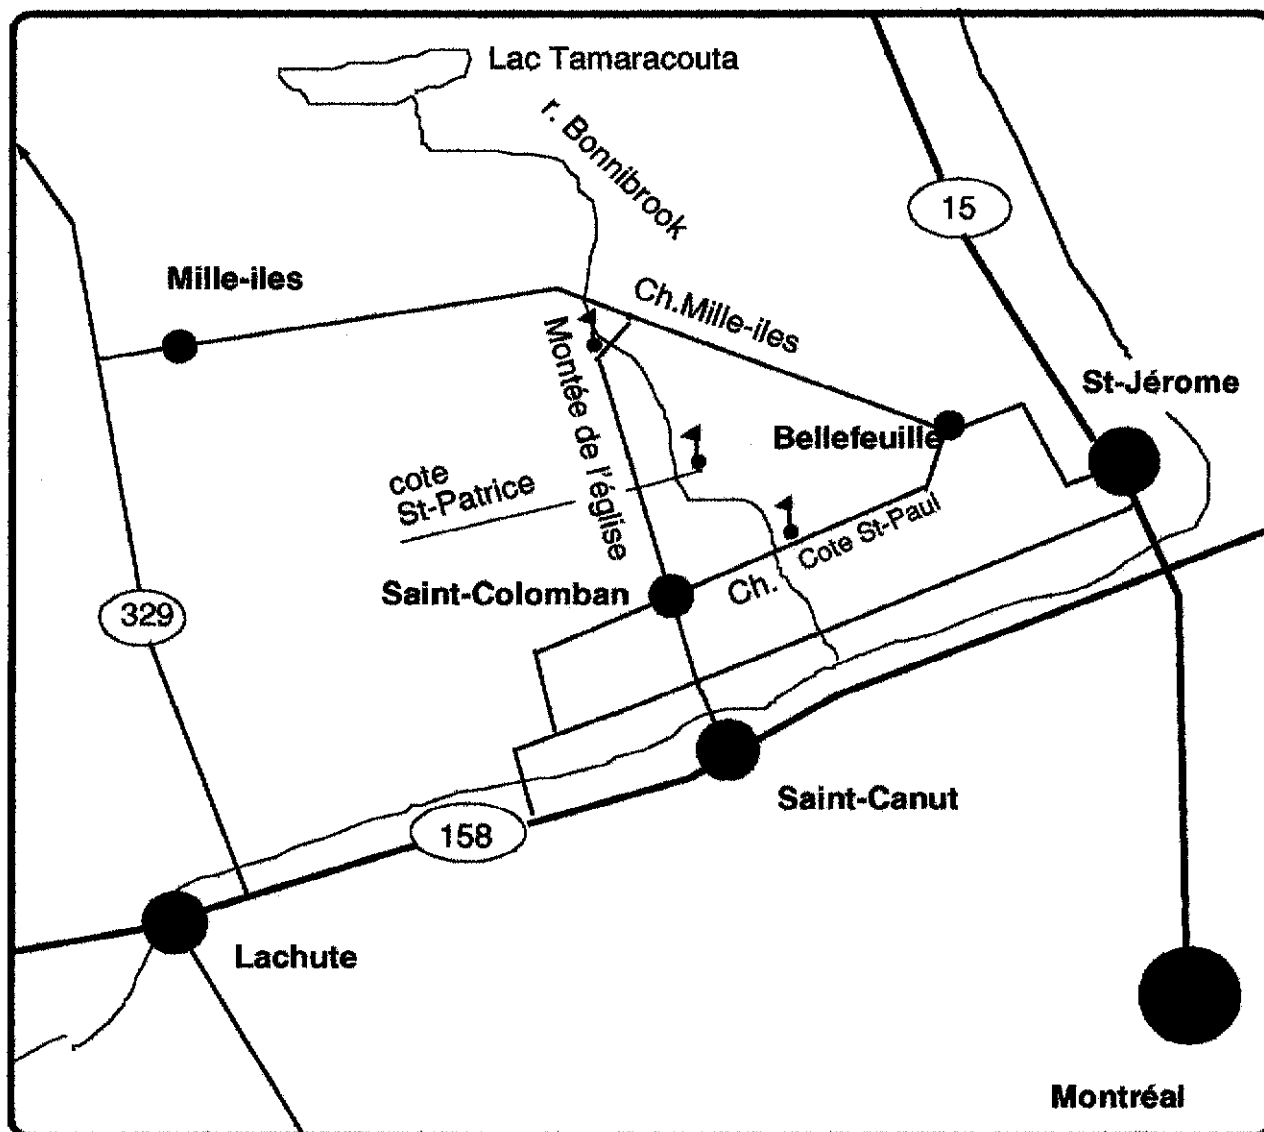 Lac Tamaracouta
r. Bonnibrook
15
Mille-iles
Ch.Mille-iles
Montée de l'église
St-Jérome
Bellefeuille
cote
St-Patrice
Ch. Cote St-Paul
Saint-Colomban
329
Saint-Canut
158
Lachute
Montréal